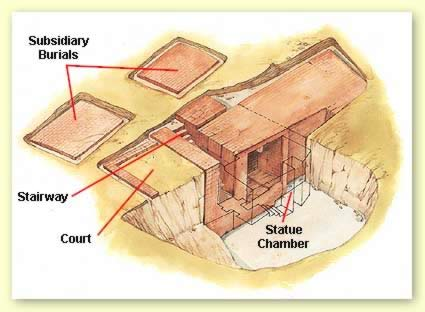 Subsidiary
Burials
Stairway
Court
Statue
Chamber